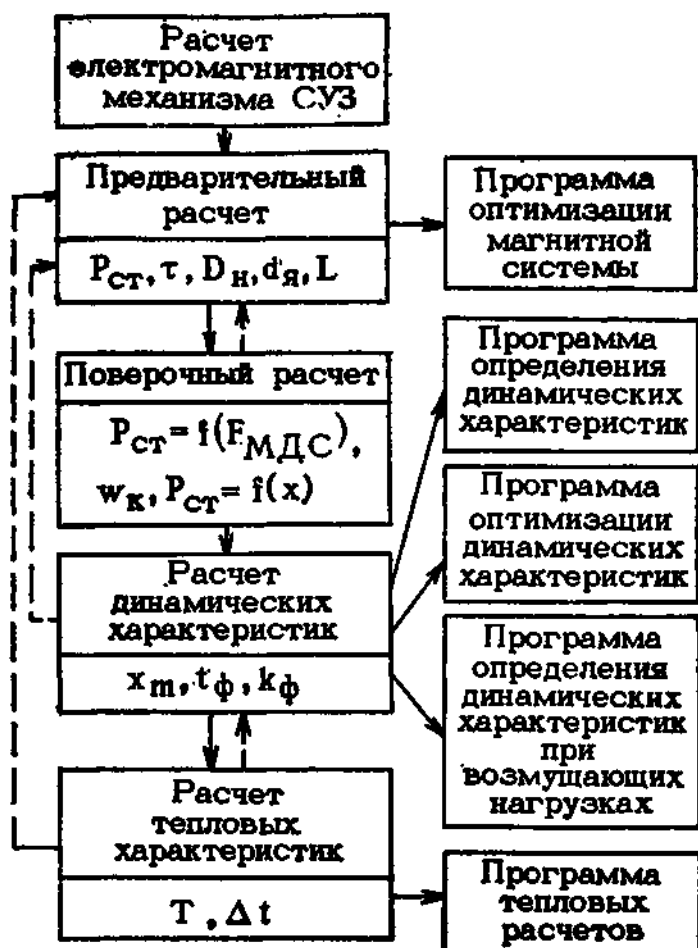 Расчет
електромагнитного
механизма СУЗ
Предварительный
расчет
Pст, τ, Dн, dя, L
Поверочный расчет
Pст = f(FМДС),
wк, Pст = f(x)
Расчет
динамических
характеристик
xm, tф, kф
Расчет
тепловых
характеристик
T, Δt
Программа
оптимизации
магнитной
системы
Программа
определения
динамических
характеристик
Программа
оптимизации
динамических
характеристик
Программа
определения
динамических
характеристик
при
возмущающих
нагрузках
Программа
тепловых
расчетов